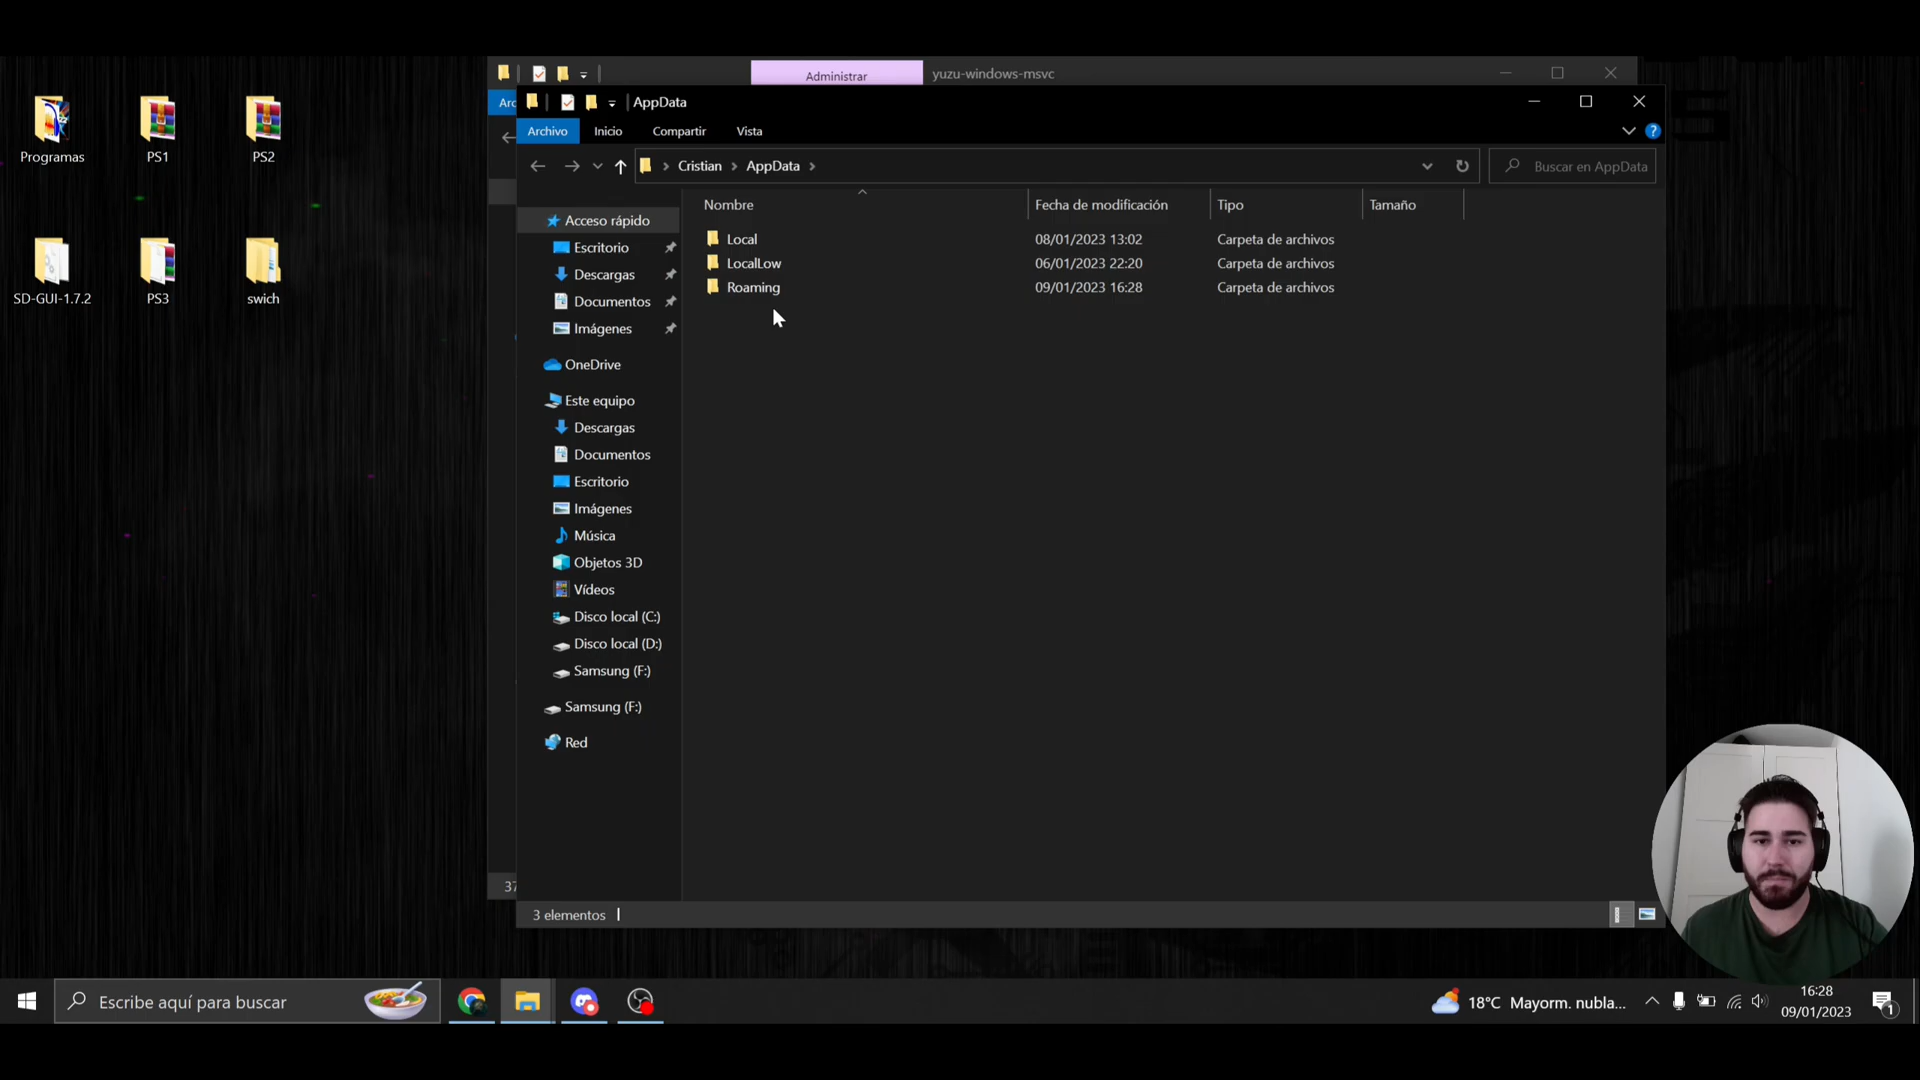 Administrar
yuzu-windows-msvc
Arc
AppData
Archivo
Inicio
Compartir
Vista
Cristian
AppData
Buscar en AppData
Nombre
Fecha de modificación
Tipo
Tamaño
Local
08/01/2023 13:02
Carpeta de archivos
LocalLow
06/01/2023 22:20
Carpeta de archivos
Roaming
09/01/2023 16:28
Carpeta de archivos
Acceso rápido
Escritorio
Descargas
Documentos
Imágenes
OneDrive
Este equipo
Descargas
Documentos
Escritorio
Imágenes
Música
Objetos 3D
Vídeos
Disco local (C:)
Disco local (D:)
Samsung (F:)
Samsung (F:)
Red
37
3 elementos
Programas
PS1
PS2
SD-GUI-1.7.2
PS3
swich
Escribe aquí para buscar
18°C Mayorm. nubla...
16:28
09/01/2023
1